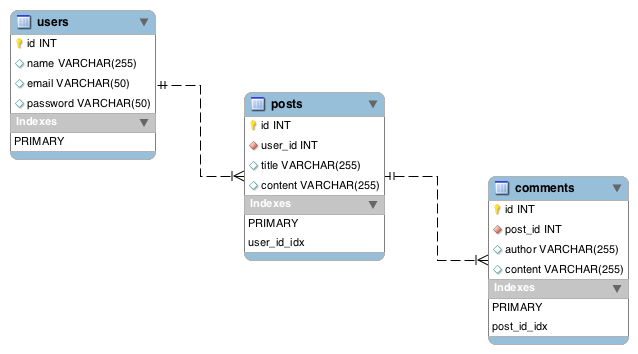 users
id INT
name VARCHAR(255)
email VARCHAR(50)
password VARCHAR(50)
Indexes
PRIMARY
posts
id INT
user_id INT
title VARCHAR(255)
content VARCHAR(255)
Indexes
PRIMARY
user_id_idx
comments
id INT
post_id INT
author VARCHAR(255)
content VARCHAR(255)
Indexes
PRIMARY
post_id_idx